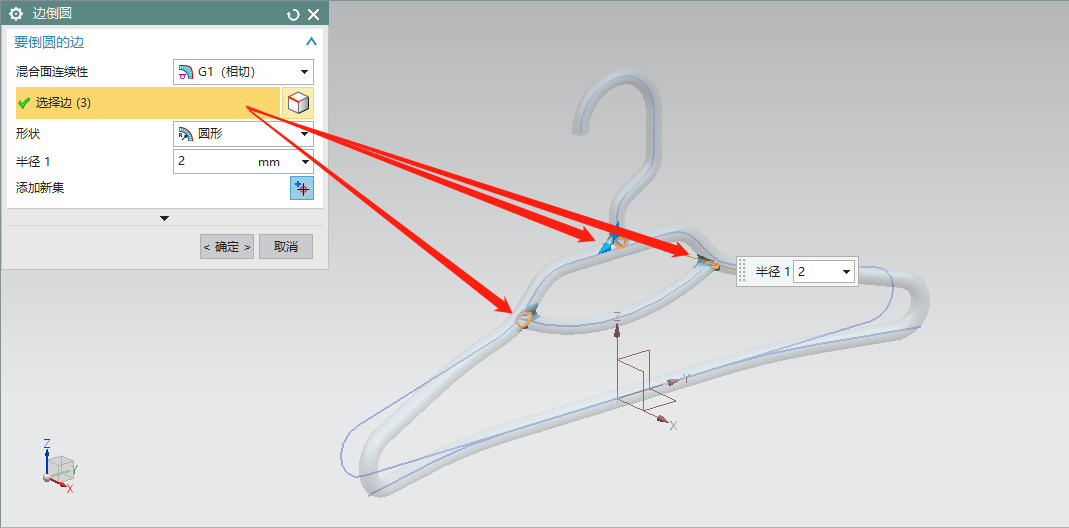 边倒圆
要倒圆的边
混合面连续性
G1（相切）
选择边 (3)
形状
圆形
半径 1
2 mm
添加新集
< 确定 >
取消
半径 1 2
Z
Y
X
Z
Y
X